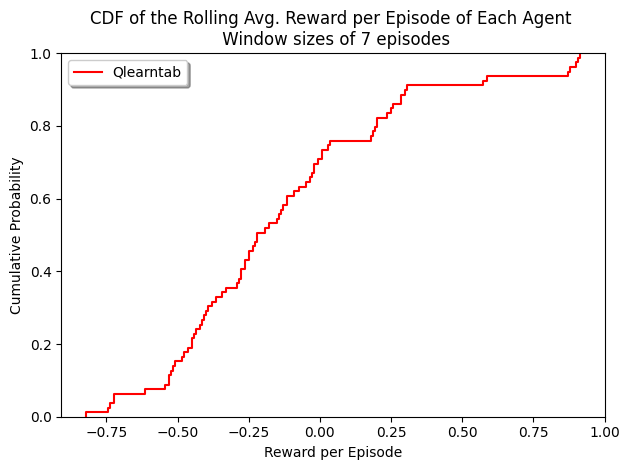 CDF of the Rolling Avg. Reward per Episode of Each Agent
Window sizes of 7 episodes
Qlearntab
1.0
0.8
0.6
0.4
0.2
0.0
Cumulative Probability
−0.75
−0.50
−0.25
0.00
0.25
0.50
0.75
1.00
Reward per Episode